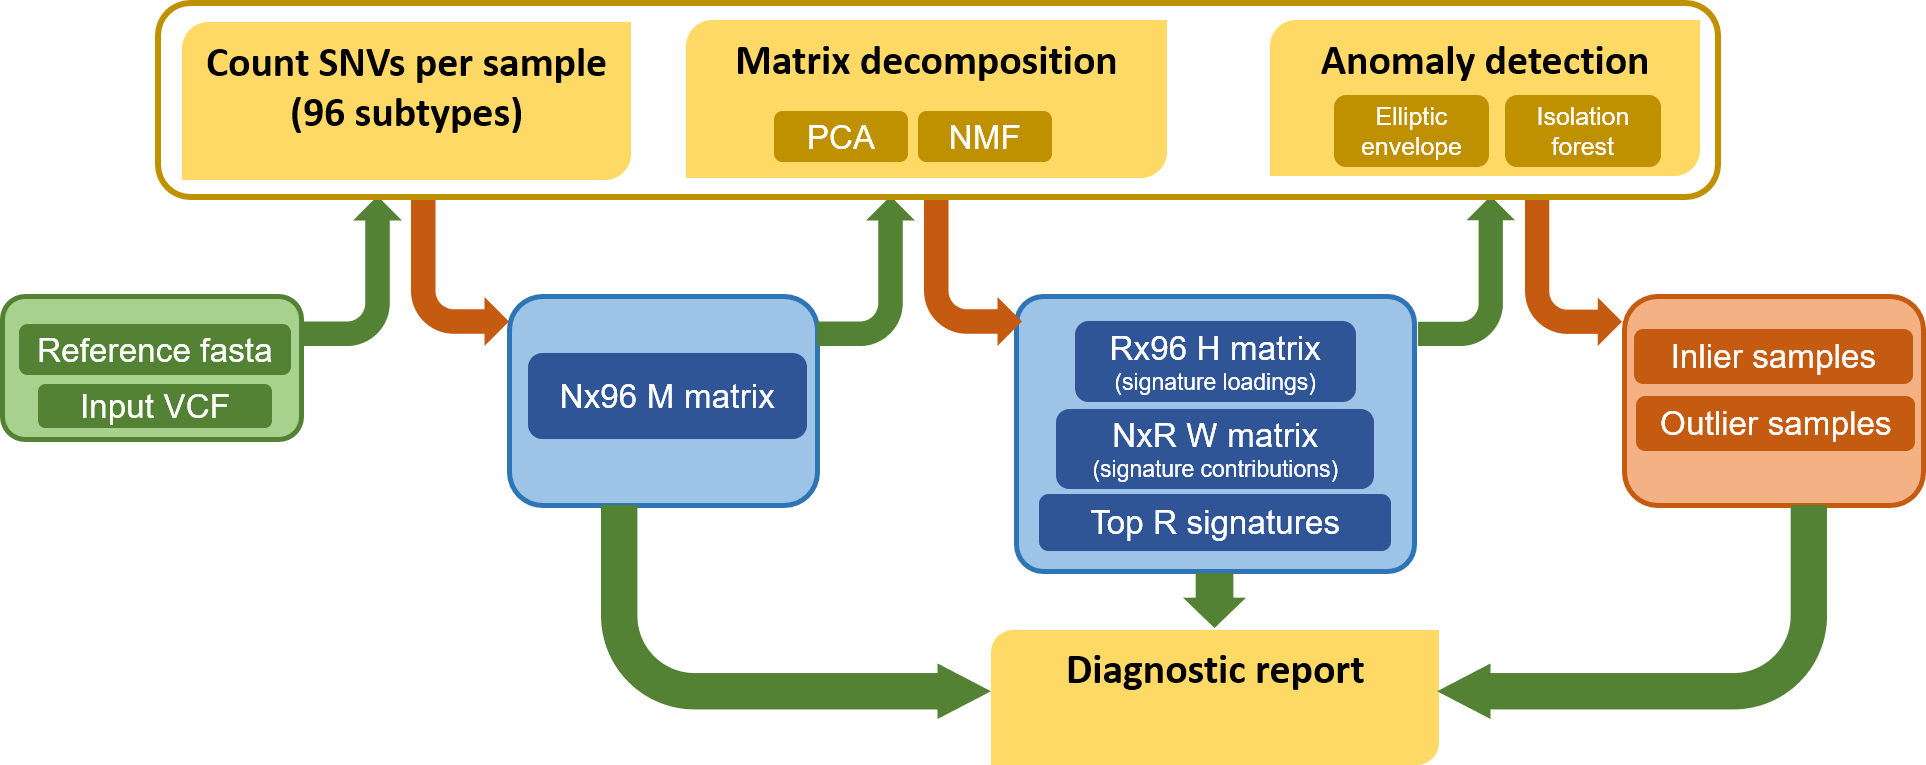 Count SNVs per sample
(96 subtypes)
Matrix decomposition
PCA
NMF
Anomaly detection
Elliptic
envelope
Isolation
forest
Reference fasta
Input VCF
Nx96 M matrix
Rx96 H matrix
(signature loadings)
NxR W matrix
(signature contributions)
Top R signatures
Inlier samples
Outlier samples
Diagnostic report